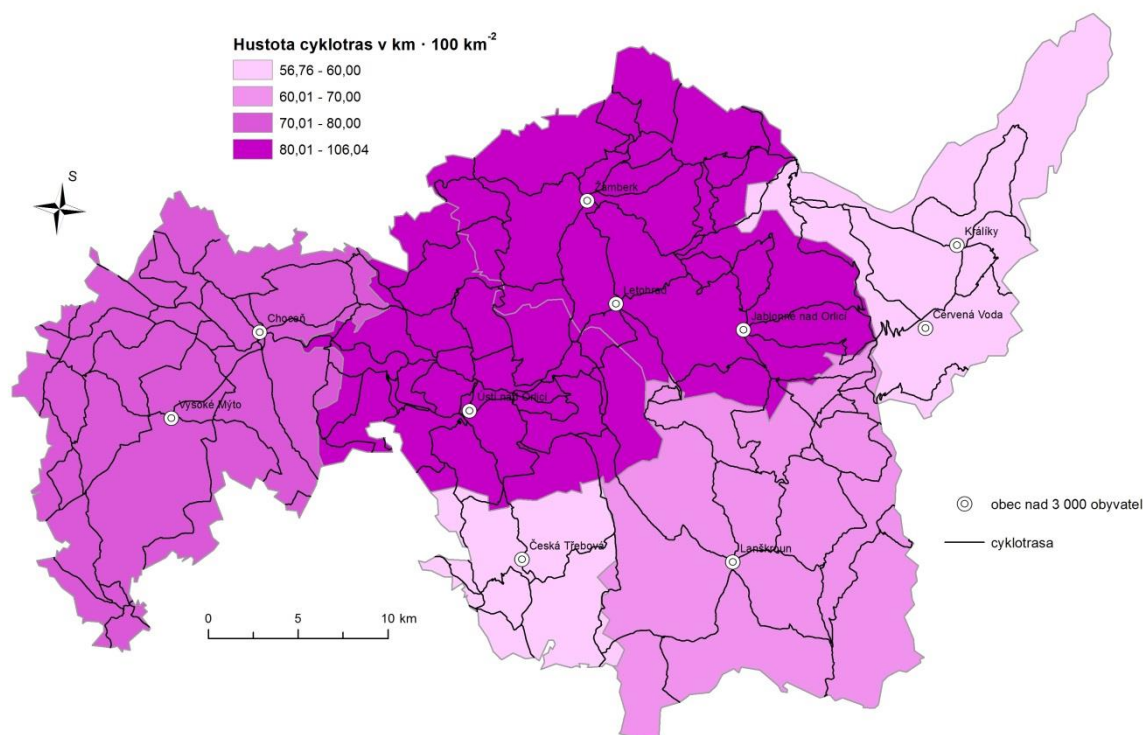 Hustota cyklotras v km · 100 km⁻²
56,76 - 60,00
60,01 - 70,00
70,01 - 80,00
80,01 - 106,04
S
Žamberk
Králíky
Letohrad
Jablonné nad Orlicí
Červená Voda
Choceň
Ústí nad Orlicí
Vysoké Mýto
Česká Třebová
Lanškroun
obec nad 3 000 obyvatel
cyklotrasa
0 5 10 km